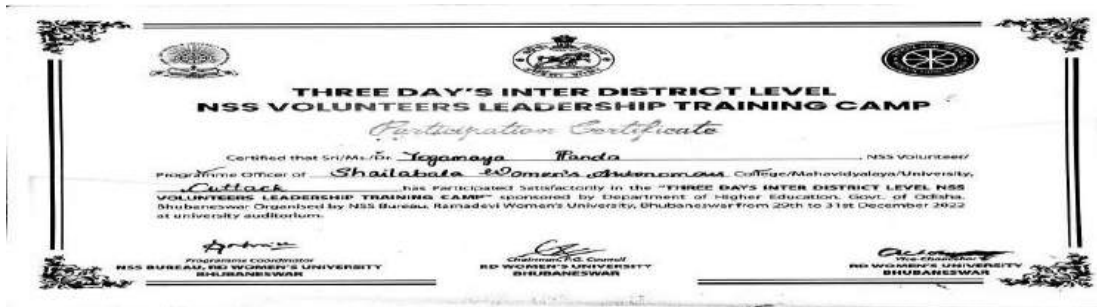 THREE DAY'S INTER DISTRICT LEVEL
NSS VOLUNTEERS LEADERSHIP TRAINING CAMP
Participation Certificate
Certified that Sri/Ms./Dr. Yogamaya Panda, NSS Volunteer/
Programme Officer of Shailabala Women's Autonomous College/Mahavidyalaya/University,
Cuttack has Participated Satisfactorily in the "THREE DAYS INTER DISTRICT LEVEL NSS
VOLUNTEERS LEADERSHIP TRAINING CAMP" sponsored by Department of Higher Education, Govt. of Odisha,
Bhubaneswar Organised by NSS Bureau, Ramadevi Women's University, Bhubaneswar from 29th to 31st December 2022
at university auditorium.
Programme Coordinator
NSS BUREAU, RD WOMEN'S UNIVERSITY
BHUBANESWAR
Chairman, P.G. Council
RD WOMEN'S UNIVERSITY
BHUBANESWAR
Vice-Chancellor
RD WOMEN'S UNIVERSITY
BHUBANESWAR